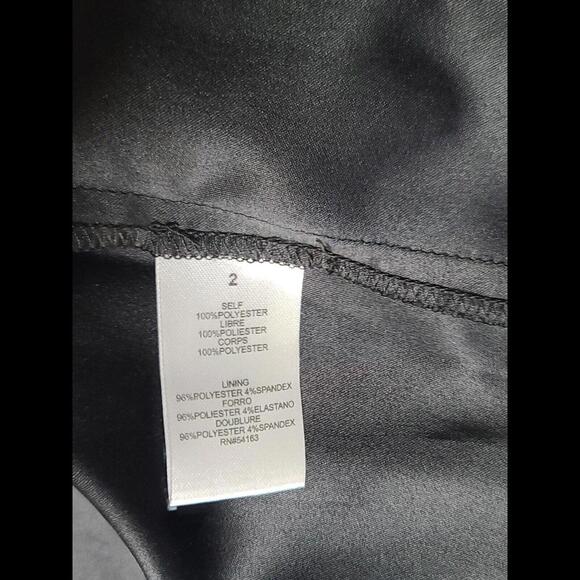 2
SELF
100%POLYESTER
LIBRE
100%POLIESTER
CORPS
100%POLYESTER
LINING
96%POLYESTER 4%SPANDEX
FORRO
96%POLIESTER 4%ELASTANO
DOUBLURE
96%POLYESTER 4%SPANDEX
RN#54163